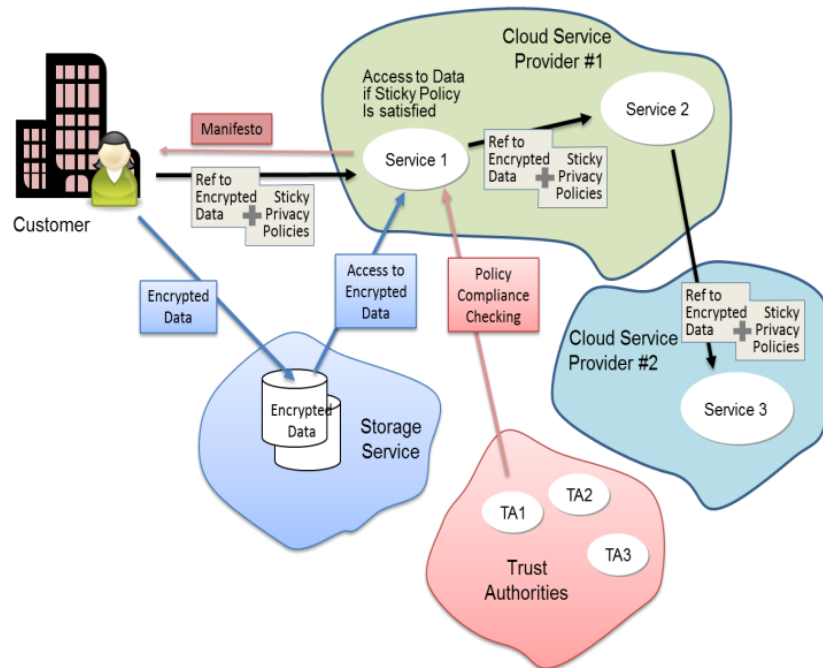 Cloud Service
Provider #1
Access to Data
if Sticky Policy
Is satisfied
Service 2
Manifesto
Service 1
Ref to
Encrypted
Data
Sticky
Privacy
Policies
Ref to
Encrypted
Data
Sticky
Privacy
Policies
Customer
Encrypted
Data
Access to
Encrypted
Data
Policy
Compliance
Checking
Ref to
Encrypted
Data
Sticky
Privacy
Policies
Cloud Service
Provider #2
Service 3
Encrypted
Data
Storage
Service
TA1
TA2
TA3
Trust
Authorities